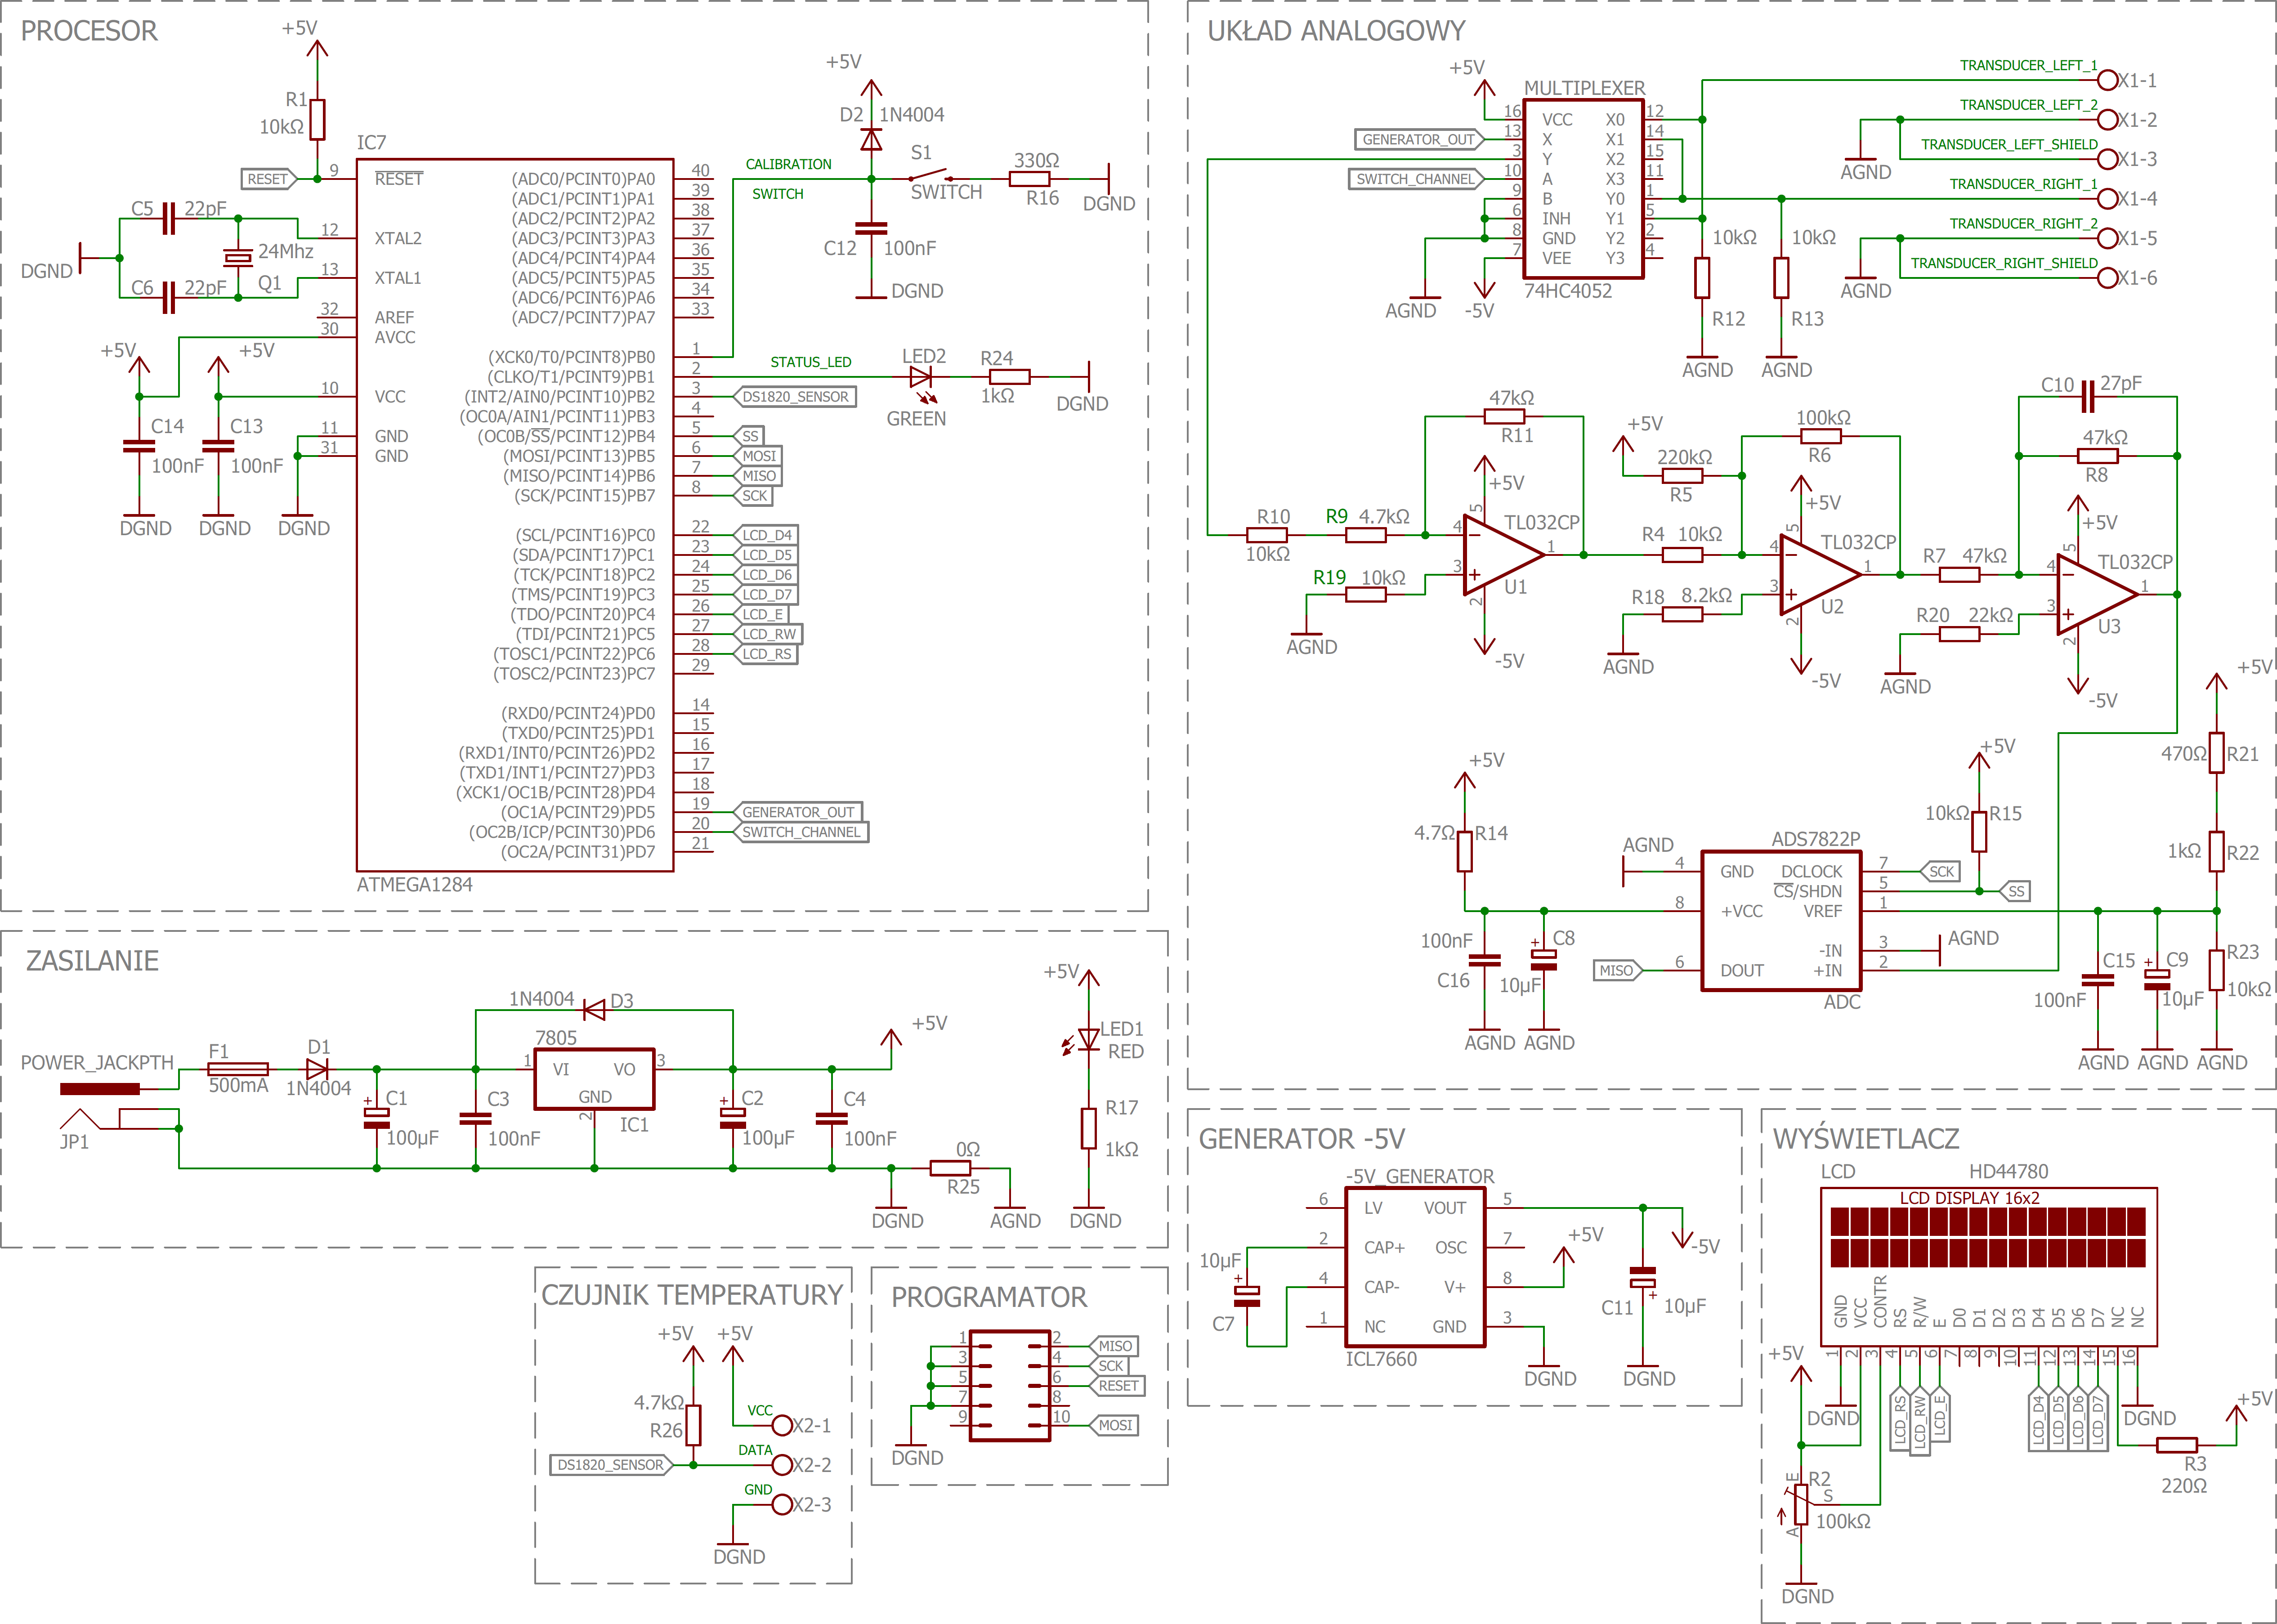 PROCESOR
+5V
R1
10kΩ
IC7
RESET
9
RESET
C5
22pF
12
XTAL2
24Mhz
Q1
DGND
13
XTAL1
C6
22pF
32
AREF
30
AVCC
+5V
+5V
10
VCC
C14
100nF
C13
100nF
11
GND
31
GND
DGND
DGND
DGND
(ADC0/PCINT0)PA0
40
(ADC1/PCINT1)PA1
39
(ADC2/PCINT2)PA2
38
(ADC3/PCINT3)PA3
37
(ADC4/PCINT4)PA4
36
(ADC5/PCINT5)PA5
35
(ADC6/PCINT6)PA6
34
(ADC7/PCINT7)PA7
33
(XCK0/T0/PCINT8)PB0
1
(CLKO/T1/PCINT9)PB1
2
(INT2/AIN0/PCINT10)PB2
3
DS1820_SENSOR
(OC0A/AIN1/PCINT11)PB3
4
(OC0B/SS/PCINT12)PB4
5
SS
(MOSI/PCINT13)PB5
6
MOSI
(MISO/PCINT14)PB6
7
MISO
(SCK/PCINT15)PB7
8
SCK
(SCL/PCINT16)PC0
22
LCD_D4
(SDA/PCINT17)PC1
23
LCD_D5
(TCK/PCINT18)PC2
24
LCD_D6
(TMS/PCINT19)PC3
25
LCD_D7
(TDO/PCINT20)PC4
26
LCD_E
(TDI/PCINT21)PC5
27
LCD_RW
(TOSC1/PCINT22)PC6
28
LCD_RS
(TOSC2/PCINT23)PC7
29
(RXD0/PCINT24)PD0
14
(TXD0/PCINT25)PD1
15
(RXD1/INT0/PCINT26)PD2
16
(TXD1/INT1/PCINT27)PD3
17
(XCK1/OC1B/PCINT28)PD4
18
(OC1A/PCINT29)PD5
19
GENERATOR_OUT
(OC2B/ICP/PCINT30)PD6
20
SWITCH_CHANNEL
(OC2A/PCINT31)PD7
21
ATMEGA1284
+5V
D2
1N4004
CALIBRATION
SWITCH
S1
SWITCH
330Ω
R16
DGND
C12
100nF
DGND
STATUS_LED
LED2
GREEN
R24
1kΩ
DGND
UKŁAD ANALOGOWY
+5V
MULTIPLEXER
16
VCC
X0
12
GENERATOR_OUT
13
X
X1
14
3
Y
X2
15
SWITCH_CHANNEL
10
A
X3
11
9
B
Y0
1
6
INH
Y1
5
8
GND
Y2
2
7
VEE
Y3
4
74HC4052
AGND
-5V
TRANSDUCER_LEFT_1
X1-1
TRANSDUCER_LEFT_2
X1-2
TRANSDUCER_LEFT_SHIELD
X1-3
AGND
TRANSDUCER_RIGHT_1
X1-4
TRANSDUCER_RIGHT_2
X1-5
TRANSDUCER_RIGHT_SHIELD
X1-6
AGND
10kΩ
R12
AGND
10kΩ
R13
AGND
R10
10kΩ
R9
4.7kΩ
47kΩ
R11
R19
10kΩ
AGND
+5V
5
4
3
2
1
TL032CP
U1
-5V
+5V
220kΩ
R5
R4
10kΩ
100kΩ
R6
R18
8.2kΩ
AGND
+5V
5
4
3
2
1
TL032CP
U2
-5V
C10
27pF
47kΩ
R8
R7
47kΩ
R20
22kΩ
AGND
+5V
5
4
3
2
1
TL032CP
U3
-5V
+5V
4.7Ω
R14
100nF
C16
C8
10µF
AGND
AGND
AGND
ADS7822P
4
GND
DCLOCK
7
SCK
CS/SHDN
5
SS
8
+VCC
VREF
1
-IN
3
AGND
MISO
6
DOUT
+IN
2
ADC
+5V
10kΩ
R15
+5V
470Ω
R21
1kΩ
R22
R23
10kΩ
C15
100nF
C9
10µF
AGND
AGND
AGND
ZASILANIE
POWER_JACKPTH
JP1
F1
500mA
D1
1N4004
1N4004
D3
7805
1
VI
VO
3
GND
2
IC1
C1
100µF
C3
100nF
C2
100µF
C4
100nF
+5V
0Ω
R25
DGND
AGND
+5V
LED1
RED
R17
1kΩ
DGND
CZUJNIK TEMPERATURY
+5V
+5V
4.7kΩ
R26
VCC
X2-1
DATA
X2-2
DS1820_SENSOR
GND
X2-3
DGND
PROGRAMATOR
1
2
MISO
3
4
SCK
5
6
RESET
7
8
9
10
MOSI
DGND
GENERATOR -5V
-5V_GENERATOR
6
LV
VOUT
5
2
CAP+
OSC
7
4
CAP-
V+
8
1
NC
GND
3
ICL7660
10µF
C7
+5V
-5V
C11
10µF
DGND
DGND
WYŚWIETLACZ
LCD
HD44780
LCD DISPLAY 16x2
GND
VCC
CONTR
RS
R/W
E
D0
D1
D2
D3
D4
D5
D6
D7
NC
NC
1
2
3
4
5
6
7
8
9
10
11
12
13
14
15
16
+5V
DGND
LCD_RS
LCD_RW
LCD_E
LCD_D4
LCD_D5
LCD_D6
LCD_D7
DGND
+5V
R3
220Ω
E
R2
S
100kΩ
A
DGND